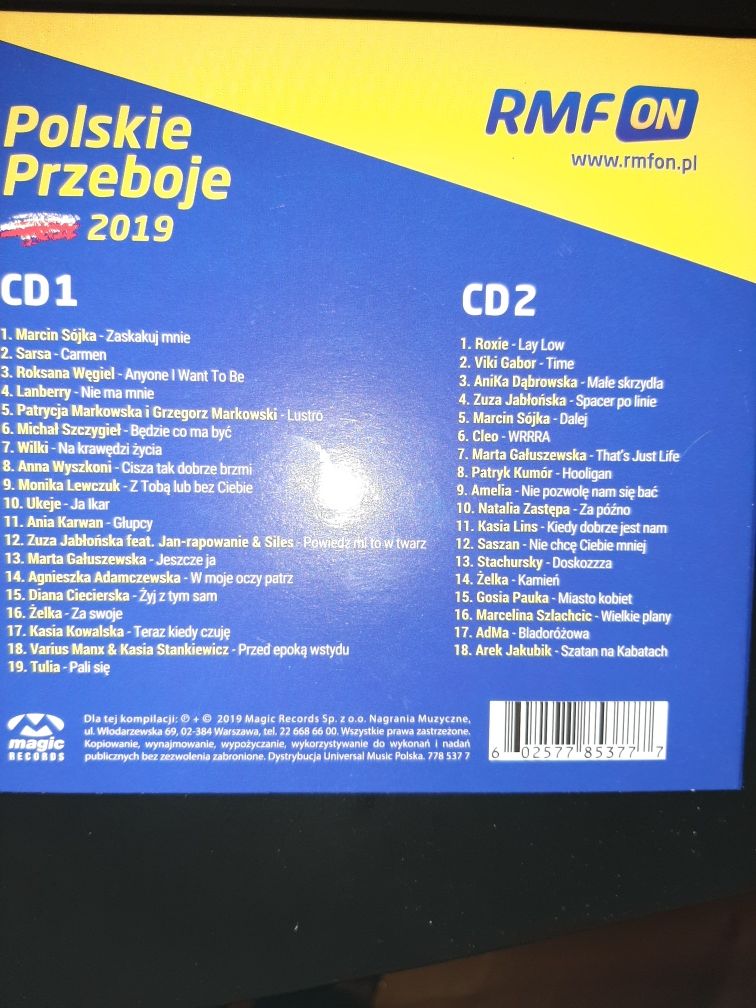 Polskie
Przeboje
2019
RMF ON
www.rmfon.pl
CD 1
1. Marcin Sójka - Zaskakuj mnie
2. Sarsa - Carmen
3. Roksana Węgiel - Anyone I Want To Be
4. Lanberry - Nie ma mnie
5. Patrycja Markowska i Grzegorz Markowski - Lustro
6. Michał Szczygieł - Będzie co ma być
7. Wilki - Na krawędzi życia
8. Anna Wyszkoni - Cisza tak dobrze brzmi
9. Monika Lewczuk - Z Tobą lub bez Ciebie
10. Ukeje - Ja Ikar
11. Ania Karwan - Głupcy
12. Zuza Jabłońska feat. Jan-rapowanie & Siles - Powiedz mi to w twarz
13. Marta Gałuszewska - Jeszcze ja
14. Agnieszka Adamczewska - W moje oczy patrz
15. Diana Ciecierska - Żyj z tym sam
16. Żelka - Za swoje
17. Kasia Kowalska - Teraz kiedy czuję
18. Varius Manx & Kasia Stankiewicz - Przed epoką wstydu
19. Tulia - Pali się
CD 2
1. Roxie - Lay Low
2. Viki Gabor - Time
3. AniKa Dąbrowska - Małe skrzydła
4. Zuza Jabłońska - Spacer po linie
5. Marcin Sójka - Dalej
6. Cleo - WRRRA
7. Marta Gałuszewska - That's Just Life
8. Patryk Kumór - Hooligan
9. Amelia - Nie pozwolę nam się bać
10. Natalia Zastępa - Za późno
11. Kasia Lins - Kiedy dobrze jest nam
12. Saszan - Nie chcę Ciebie mniej
13. Stachursky - Doskozzza
14. Żelka - Kamień
15. Gosia Pauka - Miasto kobiet
16. Marcelina Szlachcic - Wielkie plany
17. AdMa - Bladoróżowa
18. Arek Jakubik - Szatan na Kabatach
magic
RECORDS
Dla tej kompilacji: ℗ + © 2019 Magic Records Sp. z o.o. Nagrania Muzyczne,
ul. Włodarzewska 69, 02-384 Warszawa, tel. 22 668 66 00. Wszystkie prawa zastrzeżone.
Kopiowanie, wynajmowanie, wypożyczanie, wykorzystywanie do wykonań i nadań
publicznych bez zezwolenia zabronione. Dystrybucja Universal Music Polska. 778 537 7
6 02577 85377 7